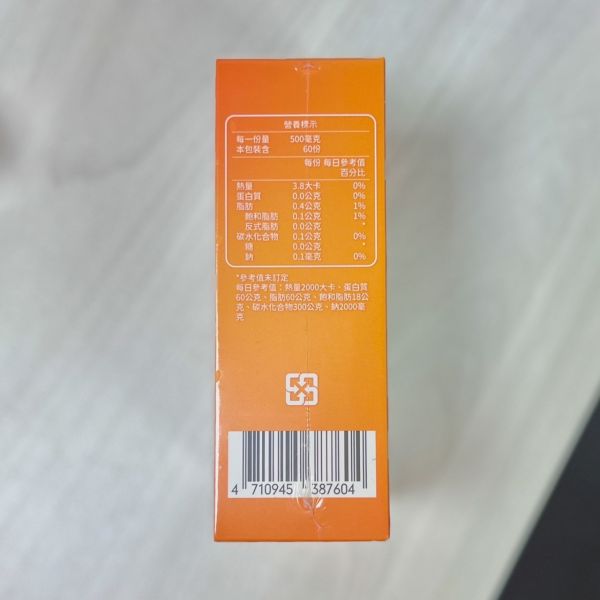 營養標示
每一份量 500毫克
本包裝含 60份
每份 每日參考值
百分比
熱量 3.8大卡 0%
蛋白質 0.0公克 0%
脂肪 0.4公克 1%
飽和脂肪 0.1公克 1%
反式脂肪 0.0公克 *
碳水化合物 0.1公克 0%
糖 0.0公克 *
鈉 0.1毫克 0%
*參考值未訂定
每日參考值：熱量2000大卡、蛋白質
60公克、脂肪60公克、飽和脂肪18公
克、碳水化合物300公克、鈉2000毫
克
4 710945 387604